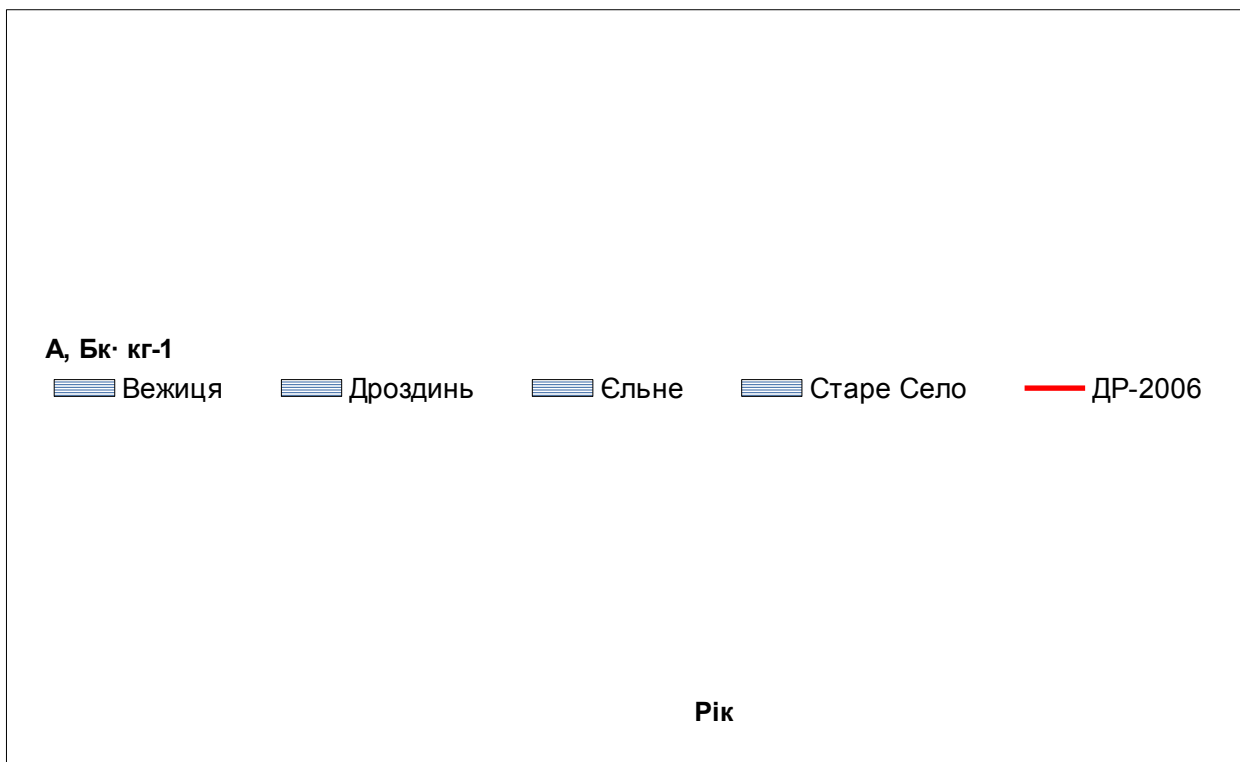 А, Бк· кг-1
Вежиця Дроздинь Єльне Старе Село ДР-2006
Рік